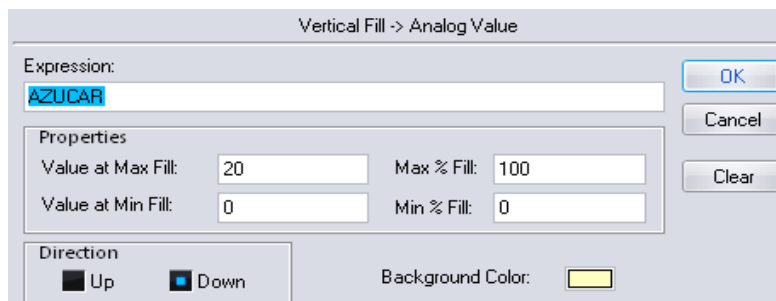 Vertical Fill -> Analog Value
Expression:
OK
AZUCAR
Cancel
Properties
Value at Max Fill: 20 Max % Fill: 100
Clear
Value at Min Fill: 0 Min % Fill: 0
Direction
Up Down Background Color: